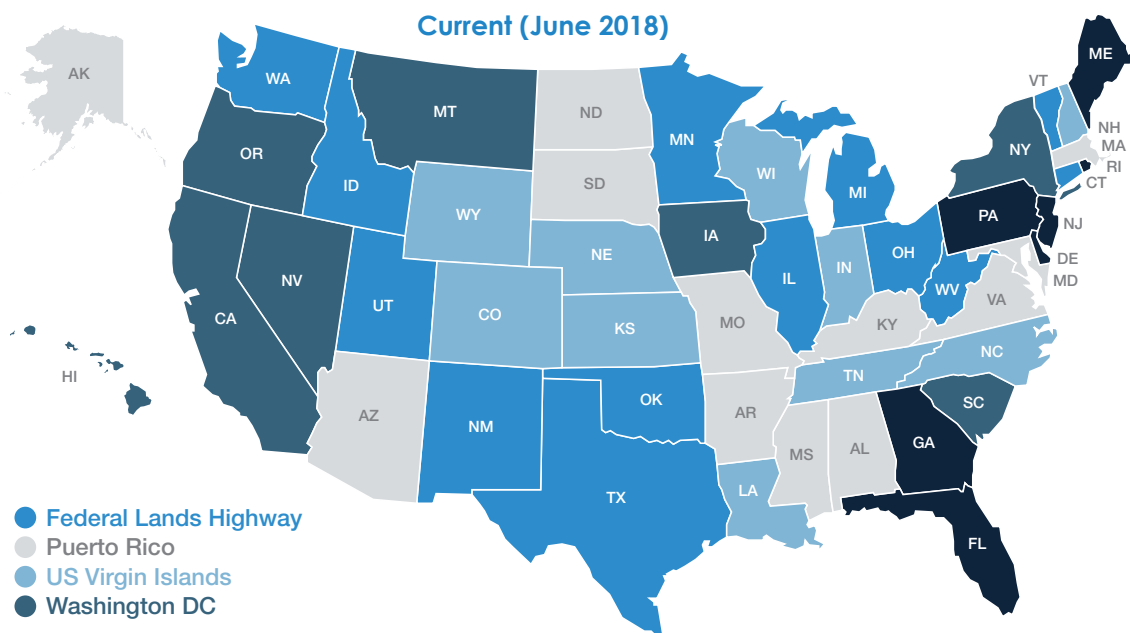 Current (June 2018)
AK
WA
MT
ND
MN
ME
VT
NH
MA
RI
CT
NY
OR
ID
SD
WI
MI
WY
IA
PA
NJ
NE
IL
IN
OH
DE
MD
NV
UT
CO
KS
MO
KY
WV
VA
CA
HI
AZ
NM
OK
AR
TN
NC
SC
MS
AL
GA
TX
LA
FL
Federal Lands Highway
Puerto Rico
US Virgin Islands
Washington DC